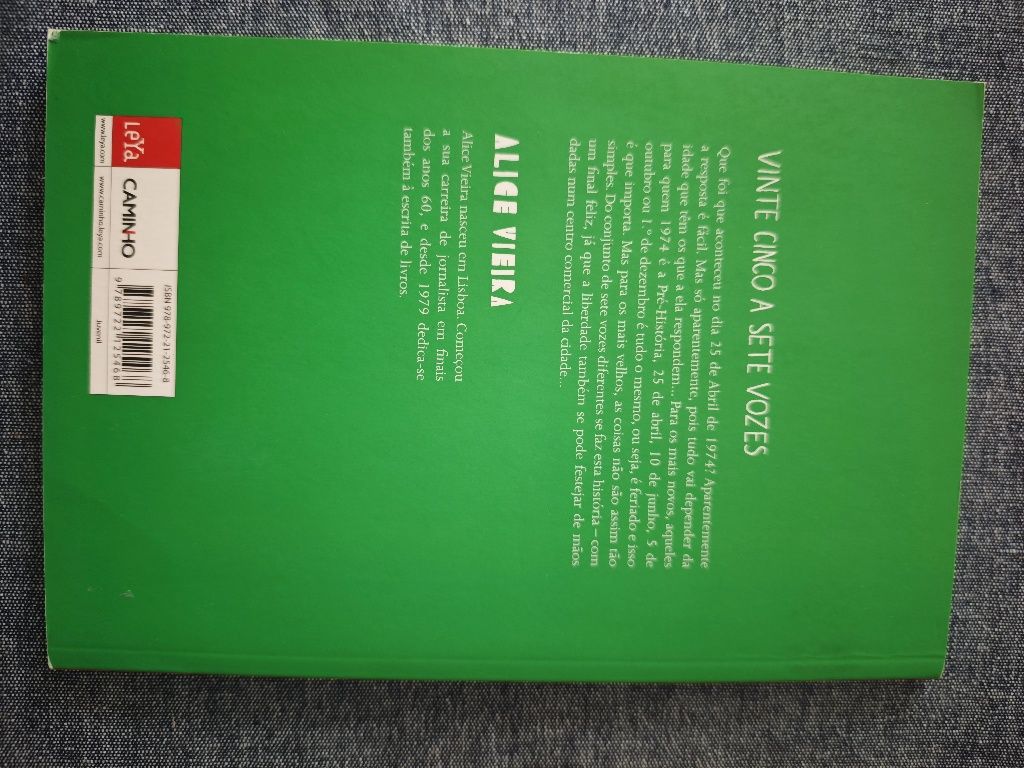 VINTE CINCO A SETE VOZES
Que foi que aconteceu no dia 25 de Abril de 1974? Aparentemente
a resposta é fácil. Mas só aparentemente, pois tudo vai depender da
idade que têm os que a ela respondem... Para os mais novos, aqueles
para quem 1974 é a Pré-História, 25 de abril, 10 de junho, 5 de
outubro ou 1.º de dezembro é tudo o mesmo, ou seja, é feriado e isso
é que importa. Mas para os mais velhos, as coisas não são assim tão
simples. Do conjunto de sete vozes diferentes se faz esta história – com
um final feliz, já que a liberdade também se pode festejar de mãos
dadas num centro comercial da cidade...
ALICE VIEIRA
Alice Vieira nasceu em Lisboa. Começou
a sua carreira de jornalista em finais
dos anos 60, e desde 1979 dedica-se
também à escrita de livros.
LeYa
CAMINHO
www.leya.com
www.caminho.leya.com
ISBN 978-972-21-2546-8
9 789722 125468
Juvenil